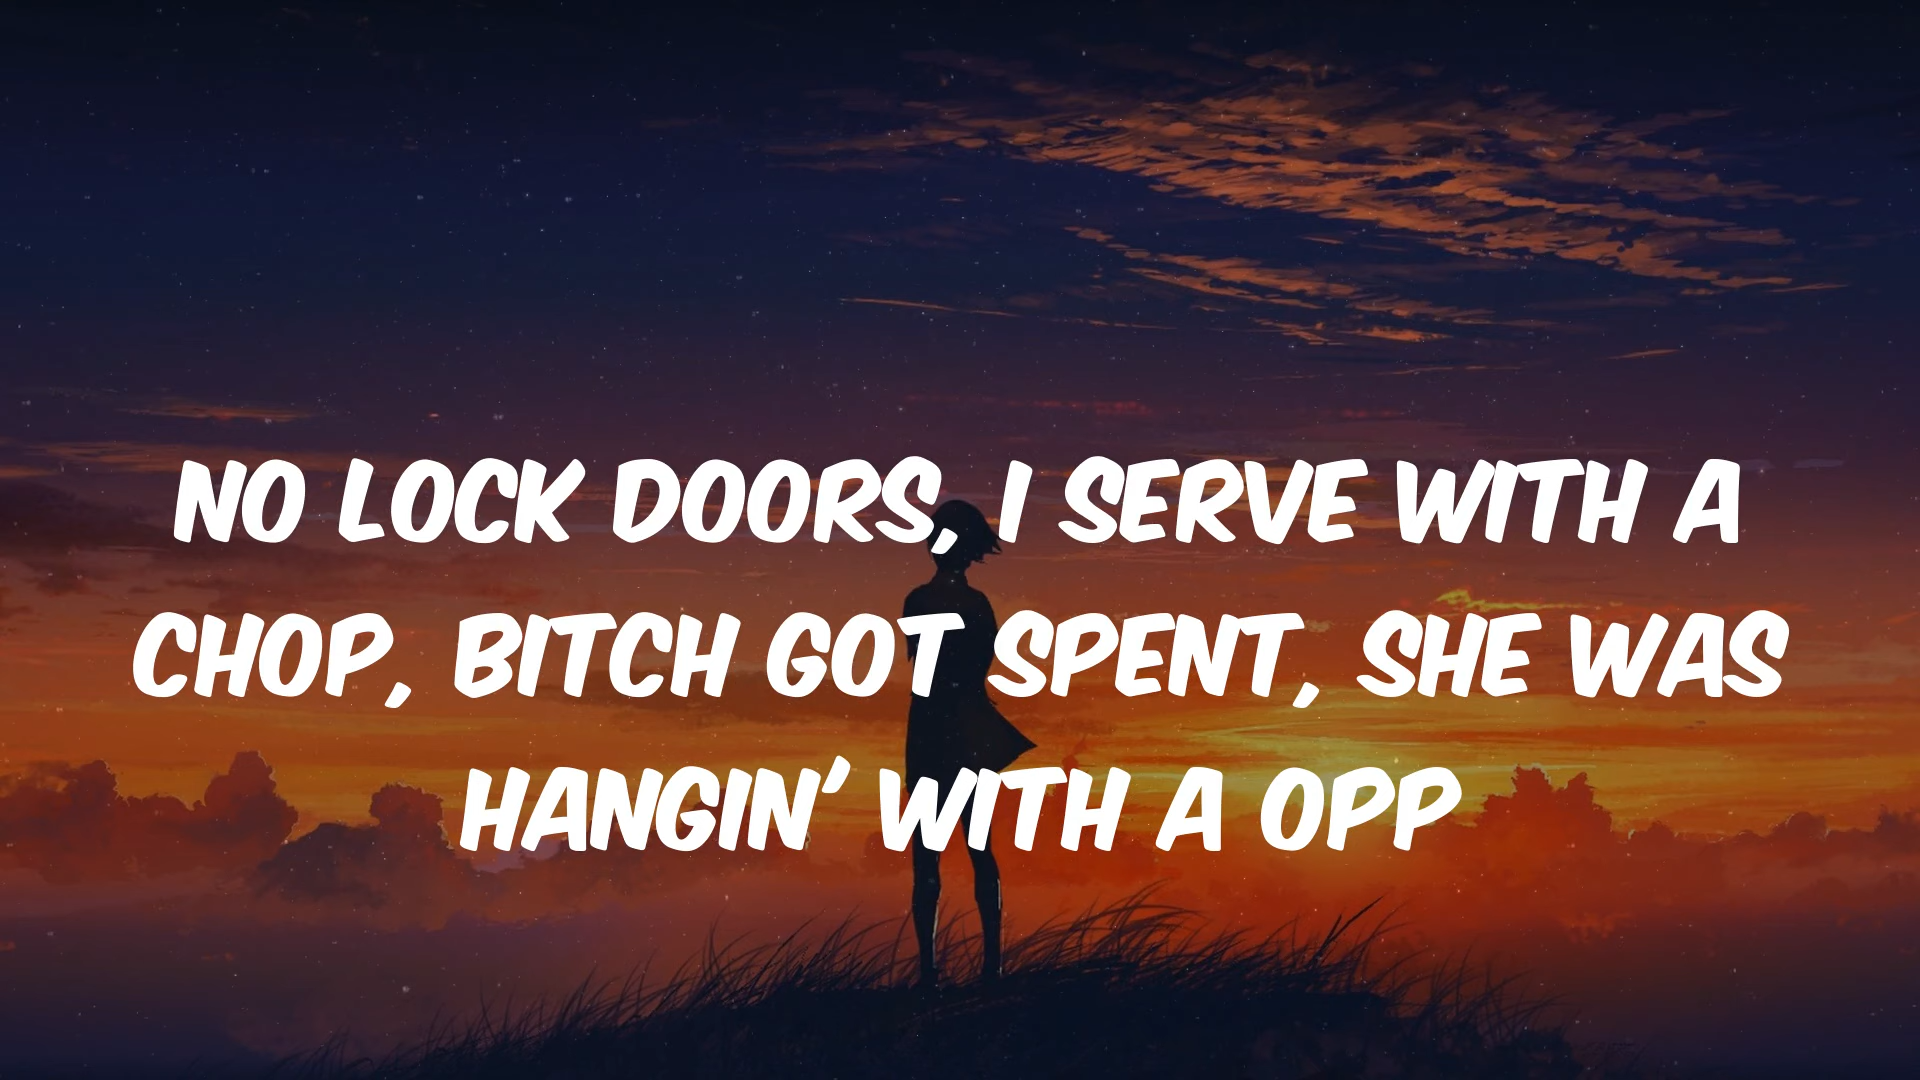 NO LOCK DOORS, I SERVE WITH A
CHOP, BITCH GOT SPENT, SHE WAS
HANGIN' WITH A OPP